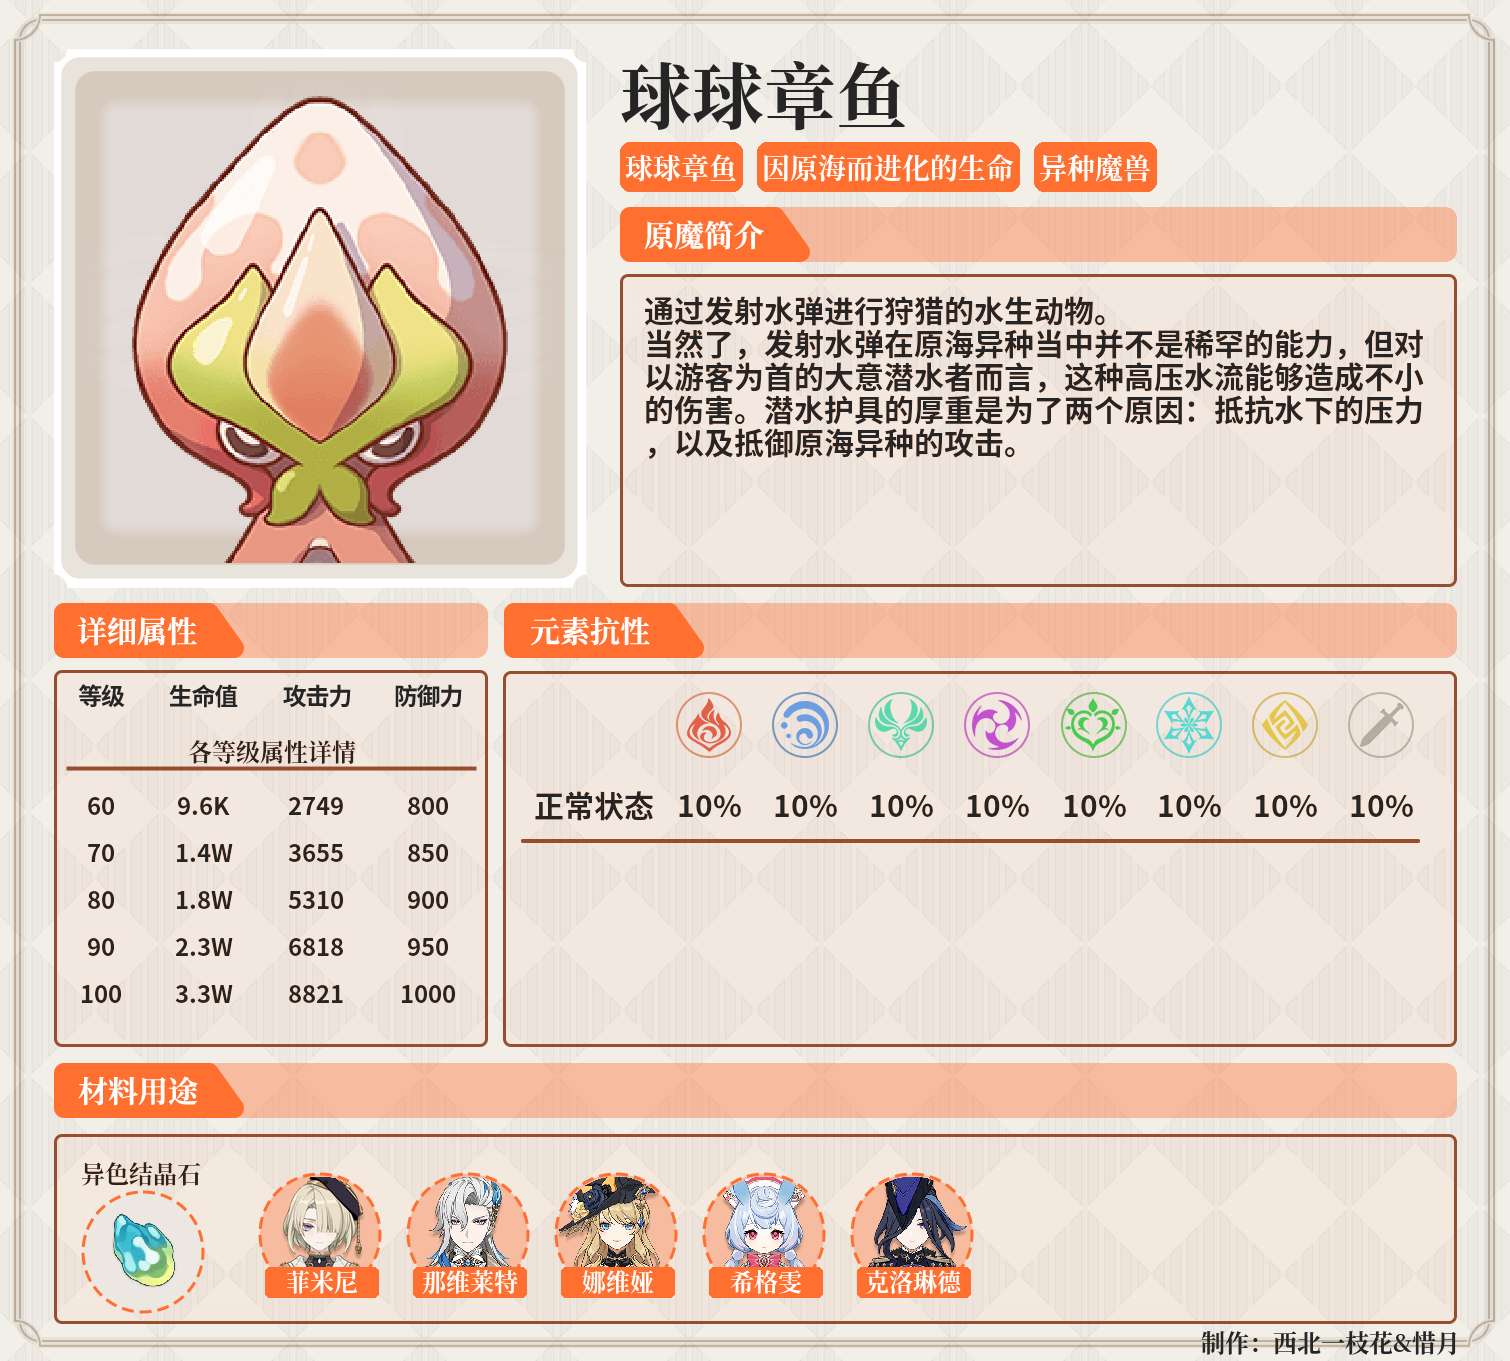 球球章鱼
球球章鱼 因原海而进化的生命 异种魔兽
原魔简介
通过发射水弹进行狩猎的水生动物。
当然了，发射水弹在原海异种当中并不是稀罕的能力，但对
以游客为首的大意潜水者而言，这种高压水流能够造成不小
的伤害。潜水护具的厚重是为了两个原因：抵抗水下的压力
，以及抵御原海异种的攻击。
详细属性
等级 生命值 攻击力 防御力
各等级属性详情
60 9.6K 2749 800
70 1.4W 3655 850
80 1.8W 5310 900
90 2.3W 6818 950
100 3.3W 8821 1000
元素抗性
正常状态 10% 10% 10% 10% 10% 10% 10% 10%
材料用途
异色结晶石
菲米尼 那维莱特 娜维娅 希格雯 克洛琳德
制作：西北一枝花&惜月